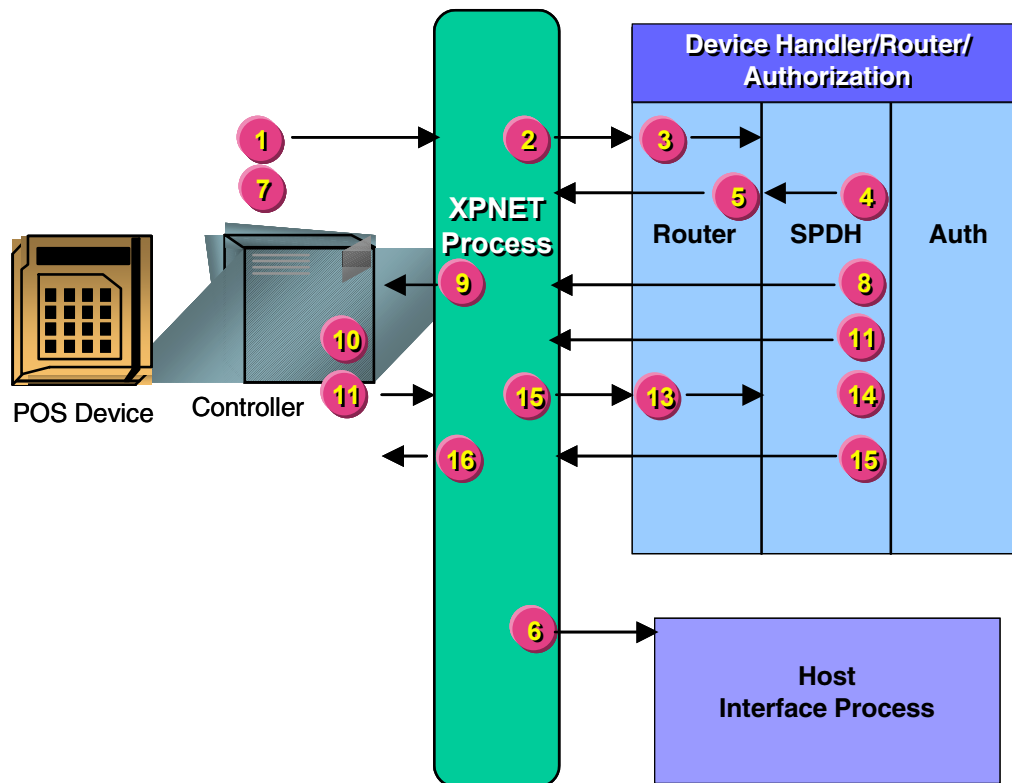 Device Handler/Router/
Authorization
1
2
3
7
5
4
XPNET
Process
Router
SPDH
Auth
9
8
10
11
11
15
13
14
POS Device
Controller
16
15
6
Host
Interface Process